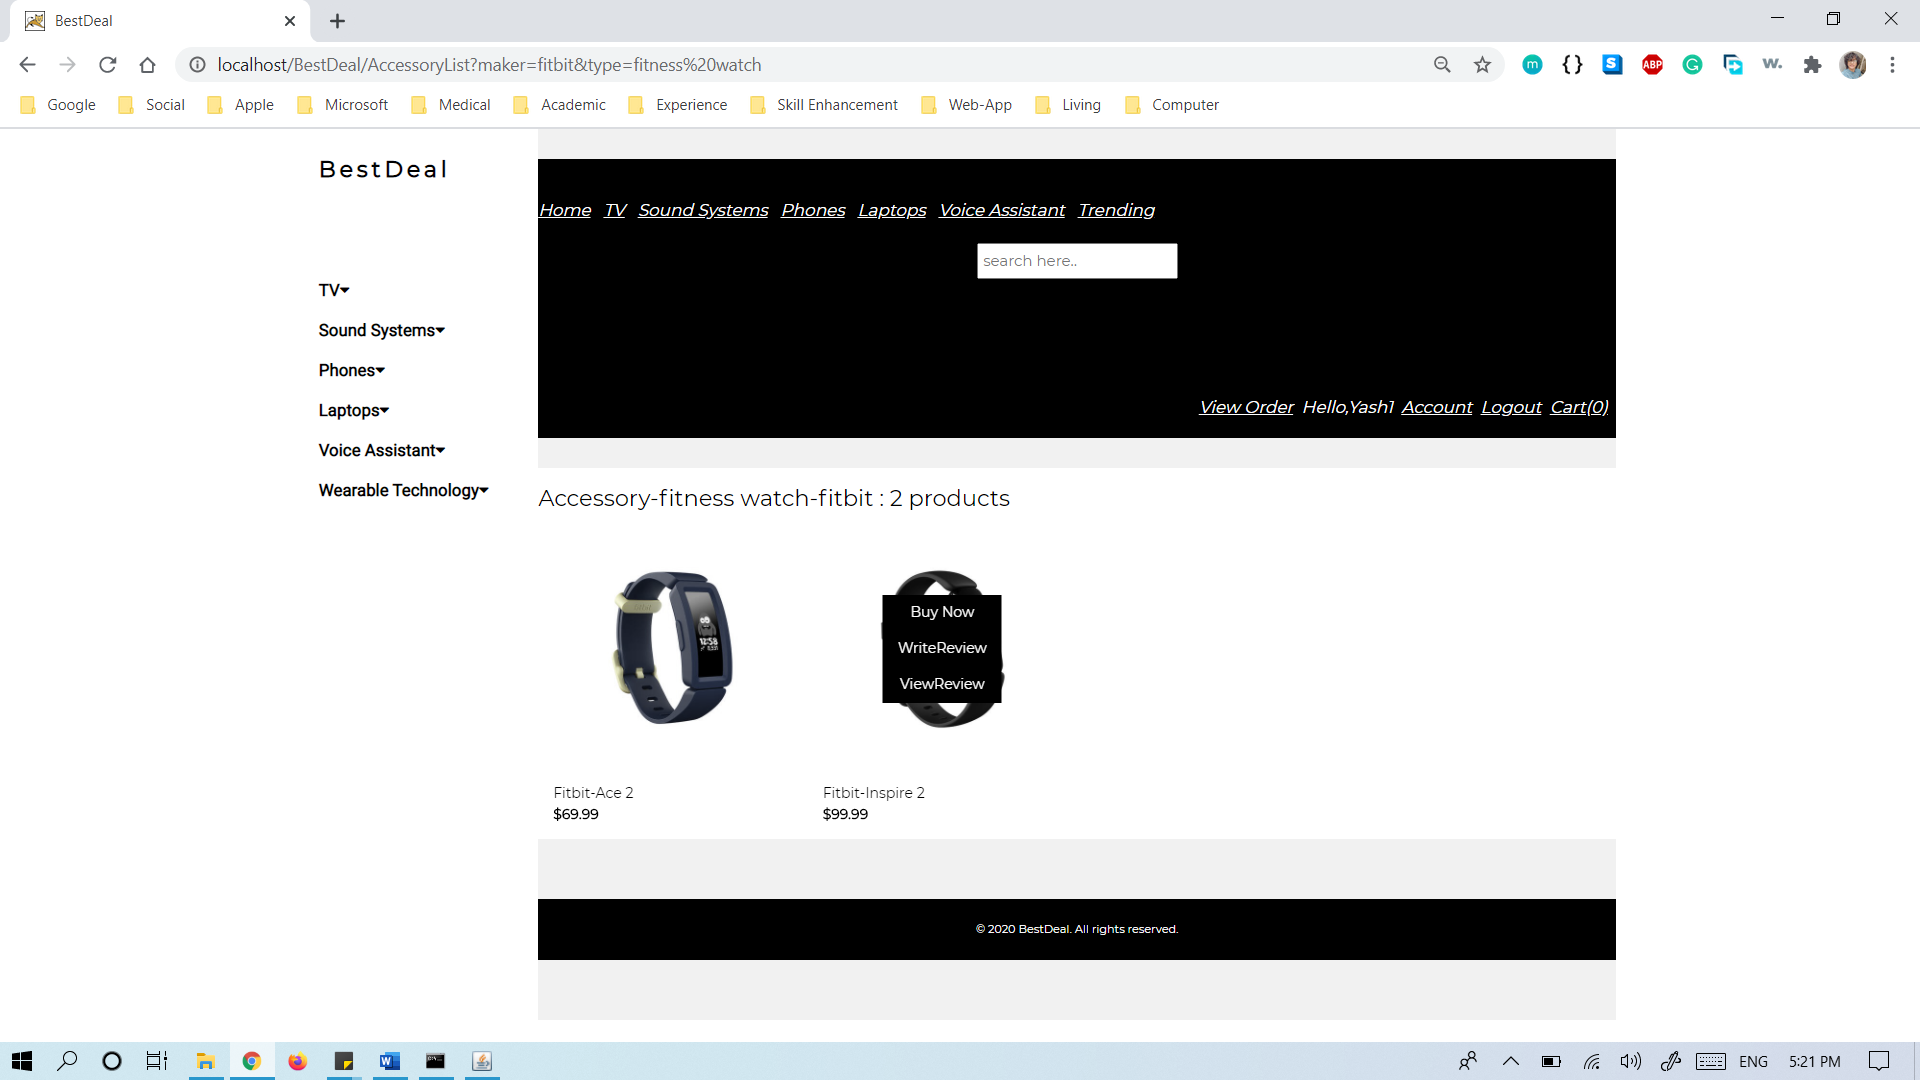 BestDeal
localhost/BestDeal/AccessoryList?maker=fitbit&type=fitness%20watch
m {} S ABP G w.
Google Social Apple Microsoft Medical Academic Experience Skill Enhancement Web-App Living Computer
BestDeal
Home TV Sound Systems Phones Laptops Voice Assistant Trending
search here..
TV
Sound Systems
Phones
Laptops
Voice Assistant
Wearable Technology
View Order Hello,Yash1 Account Logout Cart(0)
Accessory-fitness watch-fitbit : 2 products
12:58
Buy Now
WriteReview
ViewReview
Fitbit-Ace 2
$69.99
Fitbit-Inspire 2
$99.99
© 2020 BestDeal. All rights reserved.
ENG 5:21 PM